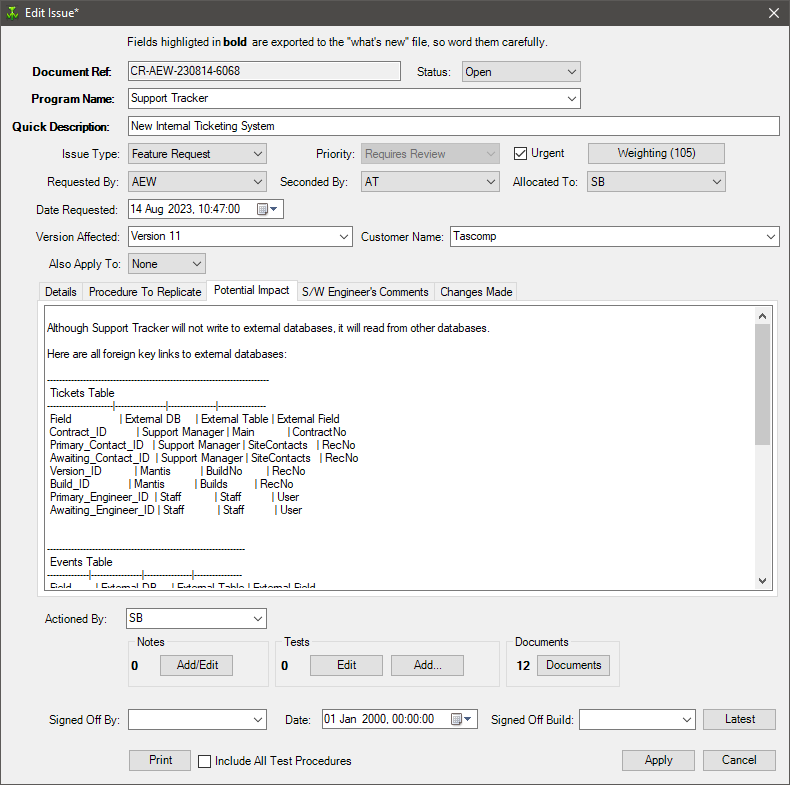 Edit Issue*
Fields highligted in bold are exported to the "what's new" file, so word them carefully.
Document Ref: CR-AEW-230814-6068 Status: Open
Program Name: Support Tracker
Quick Description: New Internal Ticketing System
Issue Type: Feature Request Priority: Requires Review Urgent Weighting (105)
Requested By: AEW Seconded By: AT Allocated To: SB
Date Requested: 14 Aug 2023, 10:47:00
Version Affected: Version 11 Customer Name: Tascomp
Also Apply To: None
Details Procedure To Replicate Potential Impact S/W Engineer's Comments Changes Made
Although Support Tracker will not write to external databases, it will read from other databases.
Here are all foreign key links to external databases:
Tickets Table
Field | External DB | External Table | External Field
Contract_ID | Support Manager | Main | ContractNo
Primary_Contact_ID | Support Manager | SiteContacts | RecNo
Awaiting_Contact_ID | Support Manager | SiteContacts | RecNo
Version_ID | Mantis | BuildNo | RecNo
Build_ID | Mantis | Builds | RecNo
Primary_Engineer_ID | Staff | Staff | User
Awaiting_Engineer_ID | Staff | Staff | User
Events Table
Field | External DB | External Table | External Field
Actioned By: SB
Notes Tests Documents
0 Add/Edit 0 Edit Add... 12 Documents
Signed Off By: Date: 01 Jan 2000, 00:00:00 Signed Off Build: Latest
Print Include All Test Procedures Apply Cancel